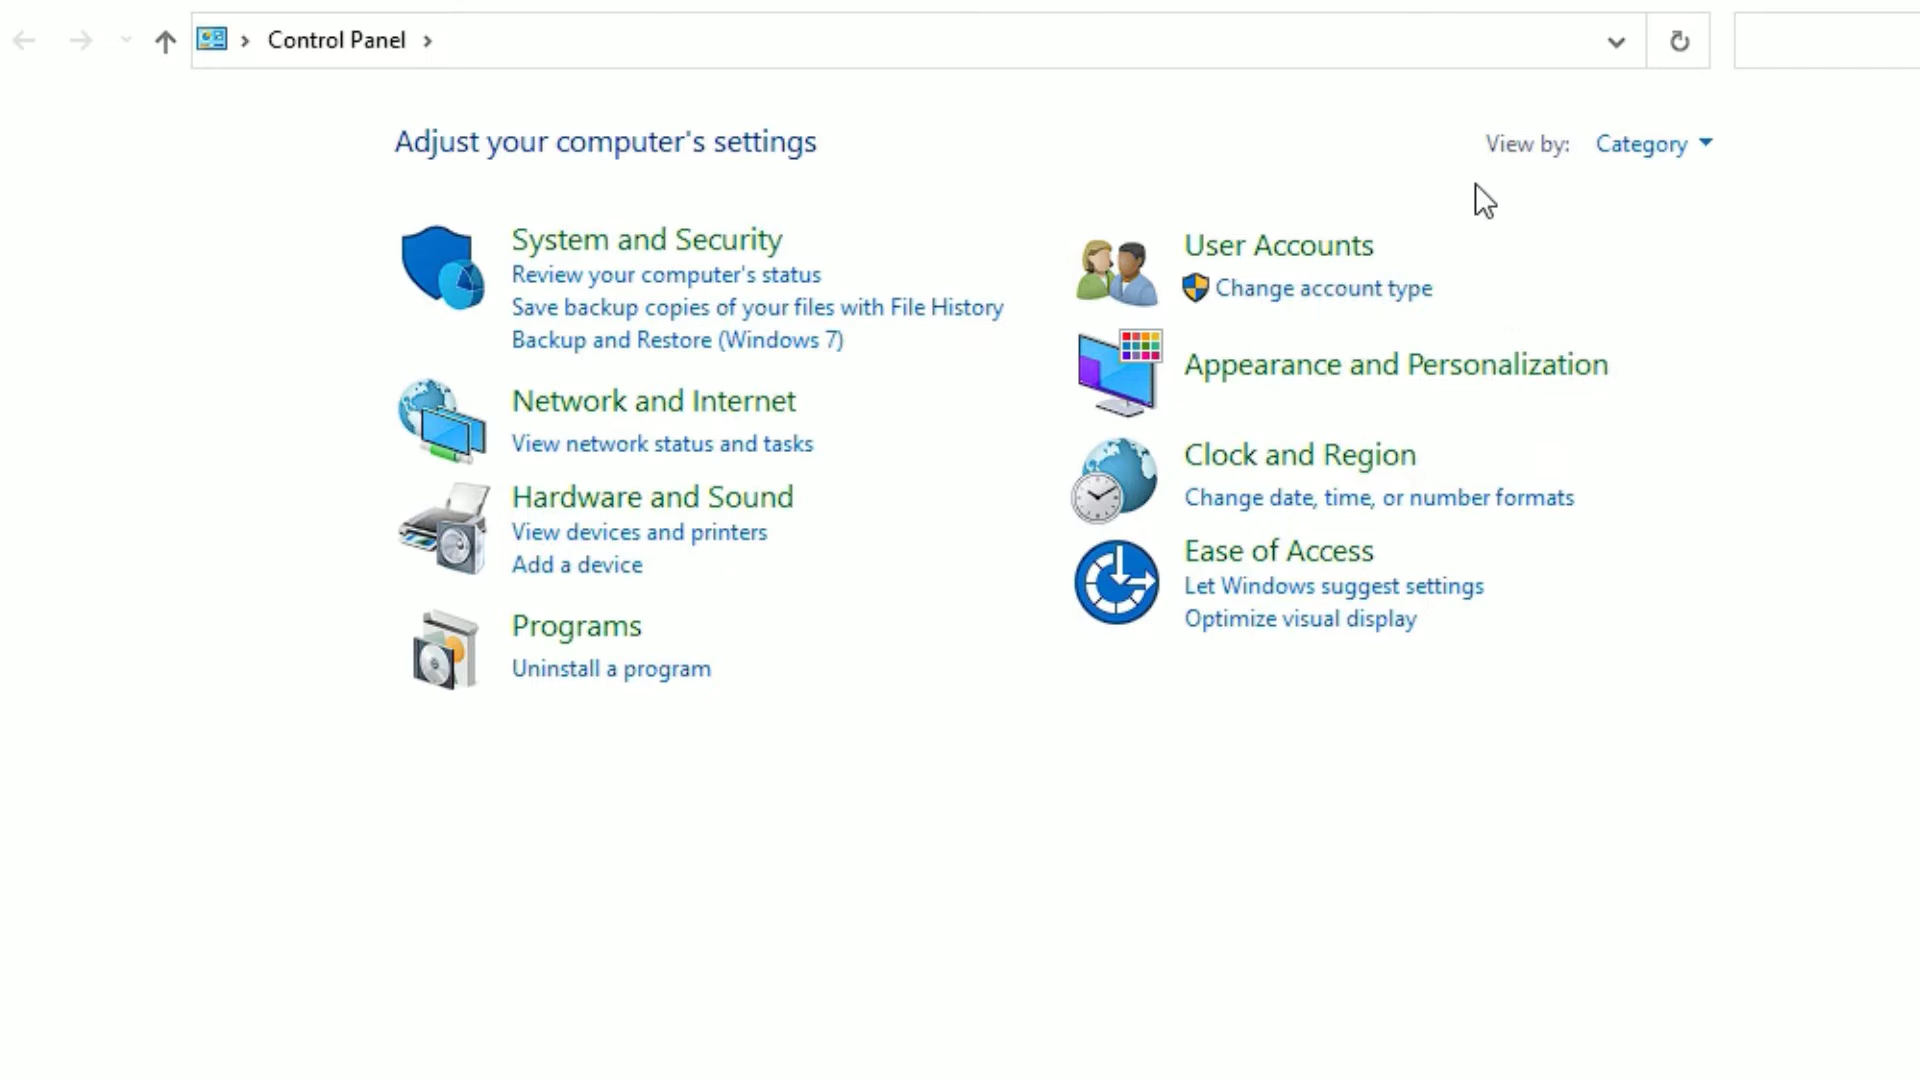 Control Panel
Adjust your computer's settings
View by: Category
System and Security
Review your computer's status
Save backup copies of your files with File History
Backup and Restore (Windows 7)
Network and Internet
View network status and tasks
Hardware and Sound
View devices and printers
Add a device
Programs
Uninstall a program
User Accounts
Change account type
Appearance and Personalization
Clock and Region
Change date, time, or number formats
Ease of Access
Let Windows suggest settings
Optimize visual display